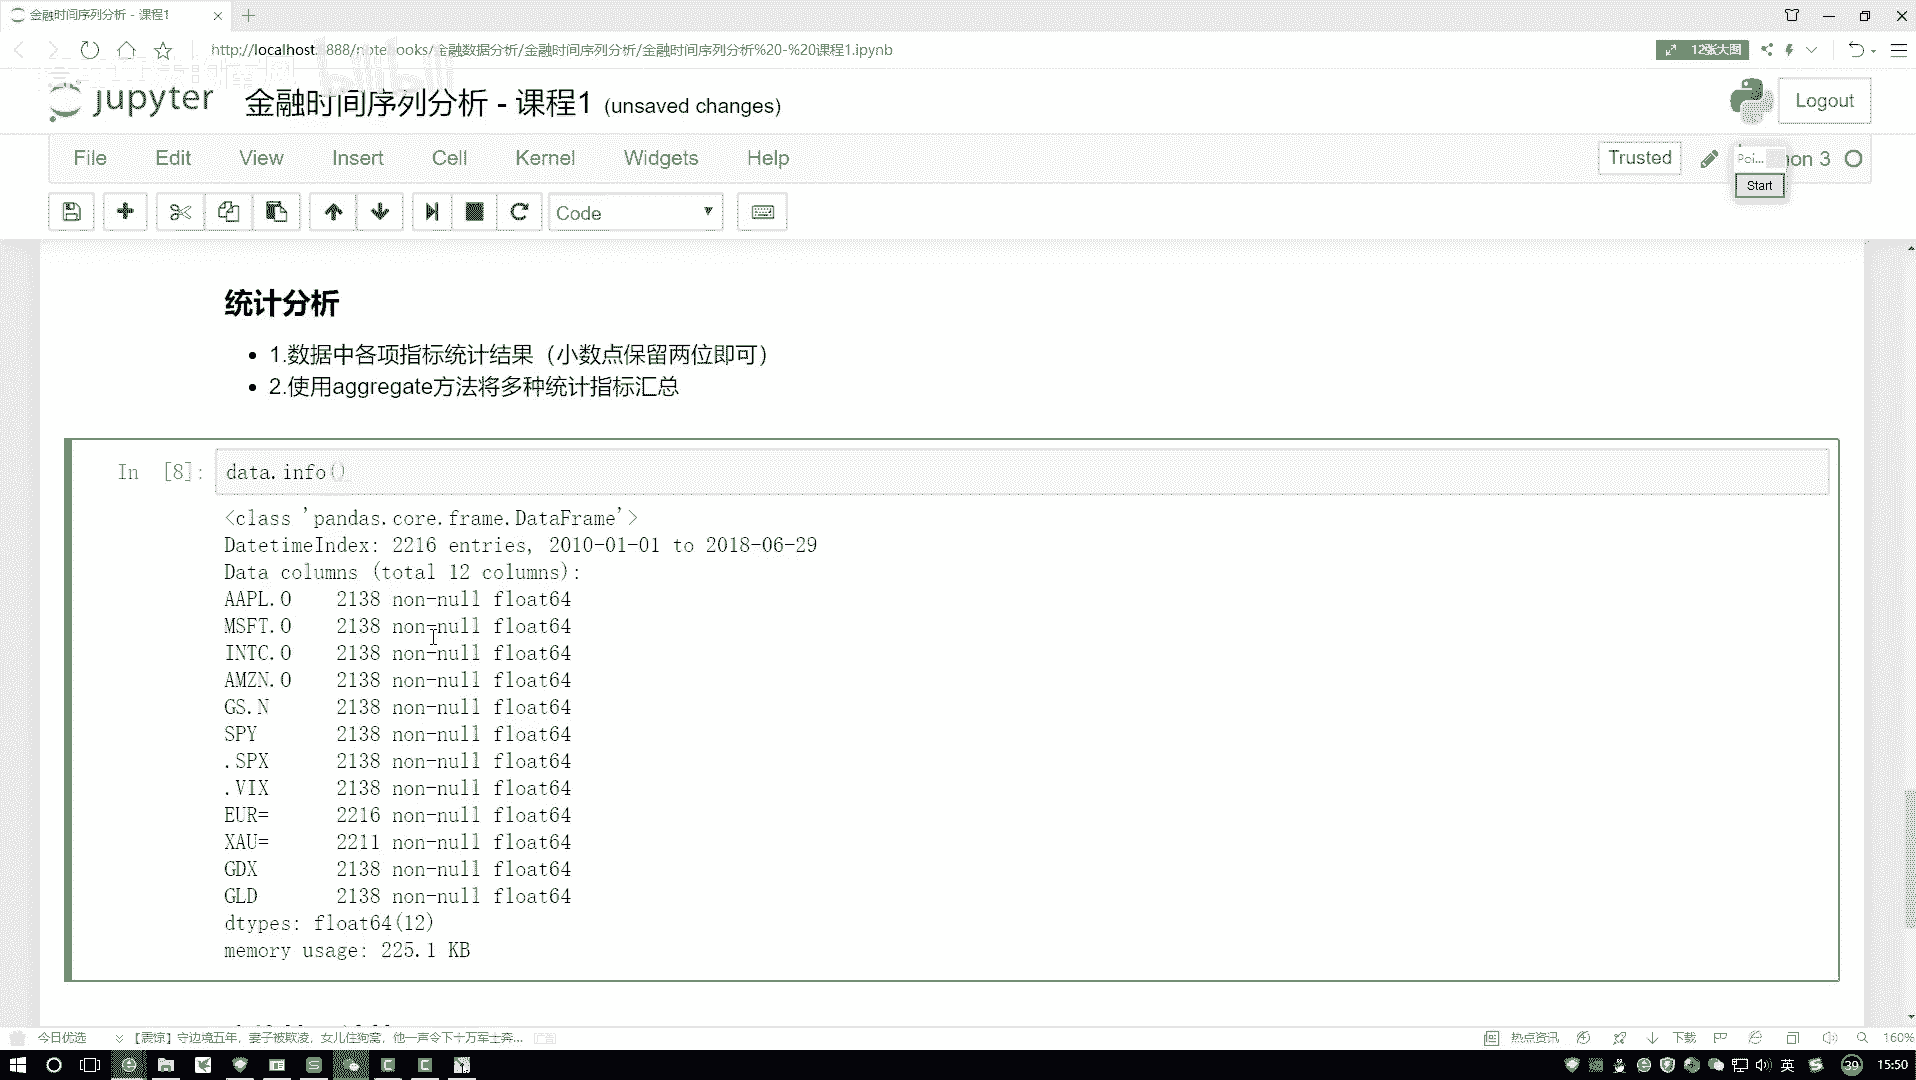 金融时间序列分析 - 课程1
http://localhost:8888/notebooks/金融数据分析/金融时间序列分析/金融时间序列分析%20-%20课程1.ipynb
12张大图
jupyter 金融时间序列分析 - 课程1 (unsaved changes)
Logout
File Edit View Insert Cell Kernel Widgets Help
Trusted
Poi... hon 3
Start
Code
统计分析
1.数据中各项指标统计结果（小数点保留两位即可）
2.使用aggregate方法将多种统计指标汇总
In [8]: data.info()
<class 'pandas.core.frame.DataFrame'>
DatetimeIndex: 2216 entries, 2010-01-01 to 2018-06-29
Data columns (total 12 columns):
AAPL.O 2138 non-null float64
MSFT.O 2138 non-null float64
INTC.O 2138 non-null float64
AMZN.O 2138 non-null float64
GS.N 2138 non-null float64
SPY 2138 non-null float64
.SPX 2138 non-null float64
.VIX 2138 non-null float64
EUR= 2216 non-null float64
XAU= 2211 non-null float64
GDX 2138 non-null float64
GLD 2138 non-null float64
dtypes: float64(12)
memory usage: 225.1 KB
今日优选
【震惊】守边境五年，妻子被欺凌，女儿住狗窝，他一声令下十万军士奔...
热点资讯
下载
160%
英
39
15:50